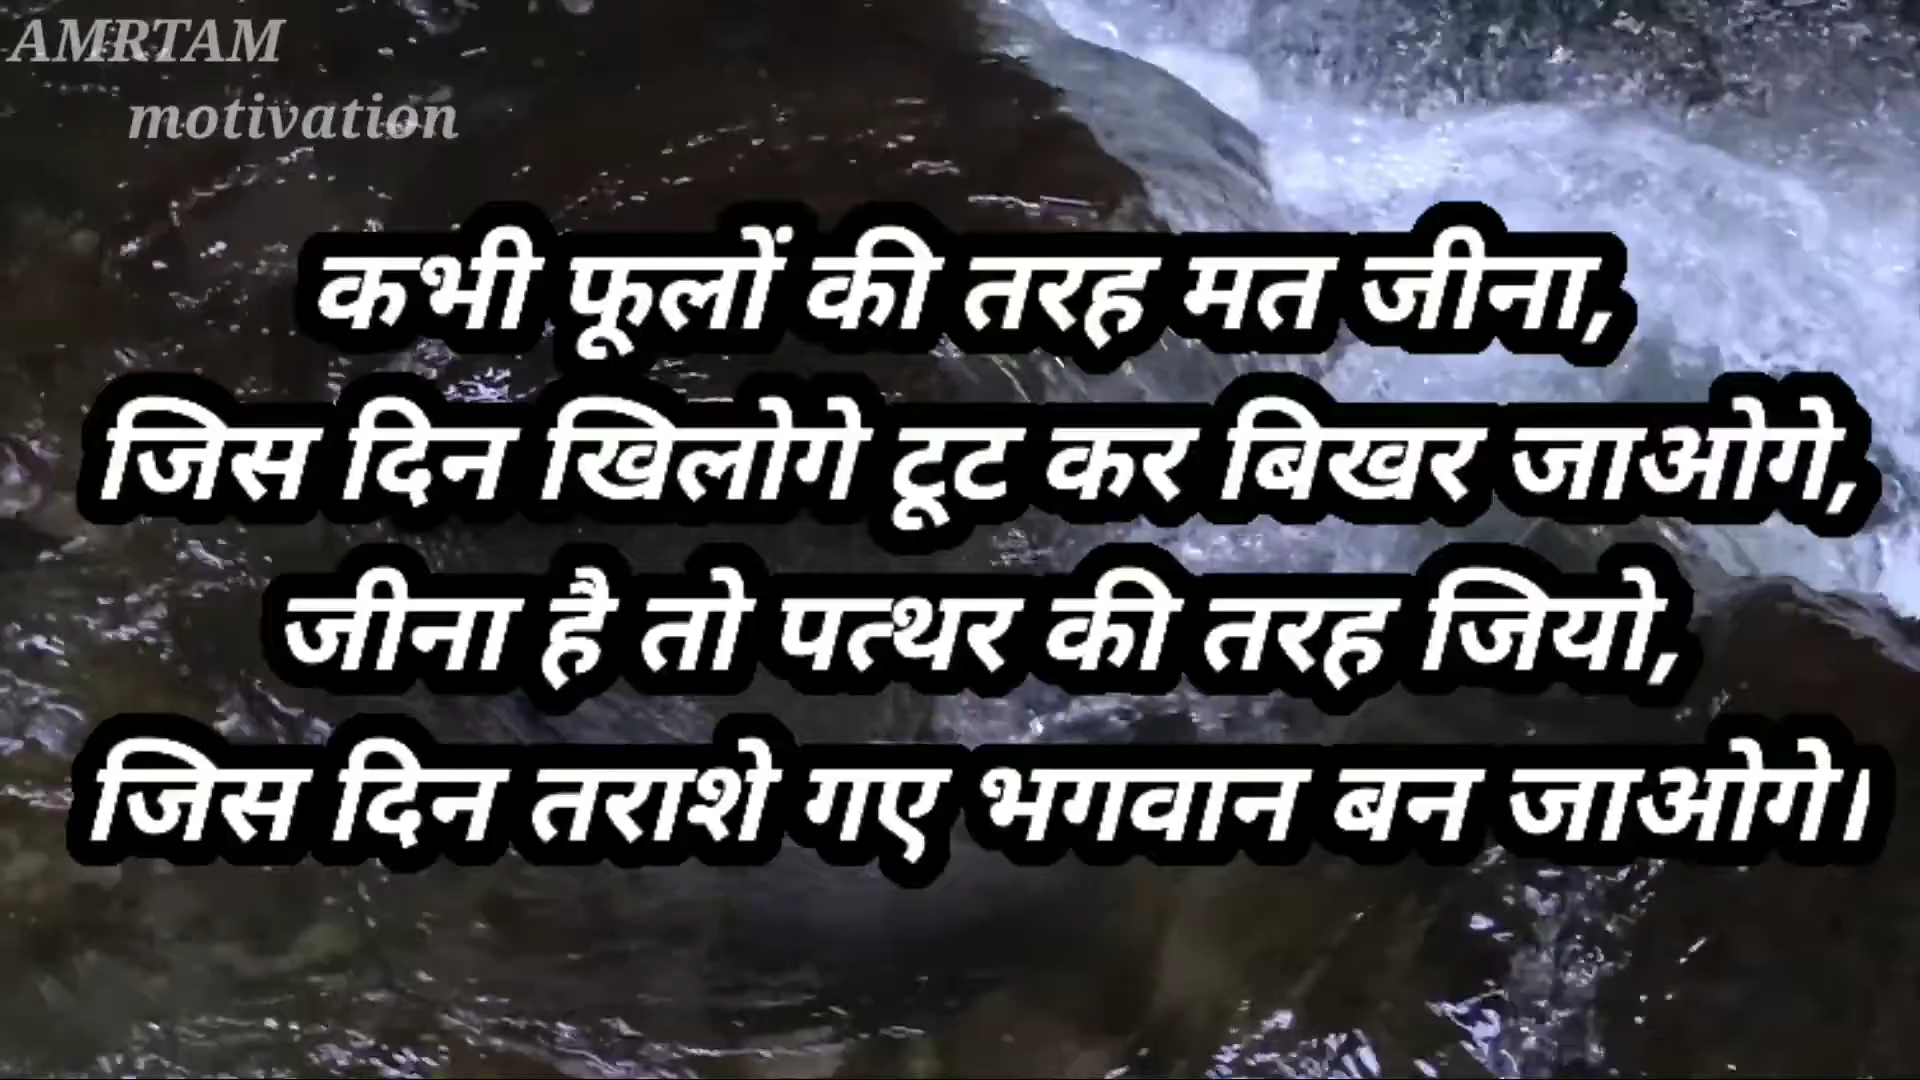 AMRTAM
motivation
कभी फूलों की तरह मत जीना,
जिस दिन खिलोगे टूट कर बिखर जाओगे,
जीना है तो पत्थर की तरह जियो,
जिस दिन तराशे गए भगवान बन जाओगे।